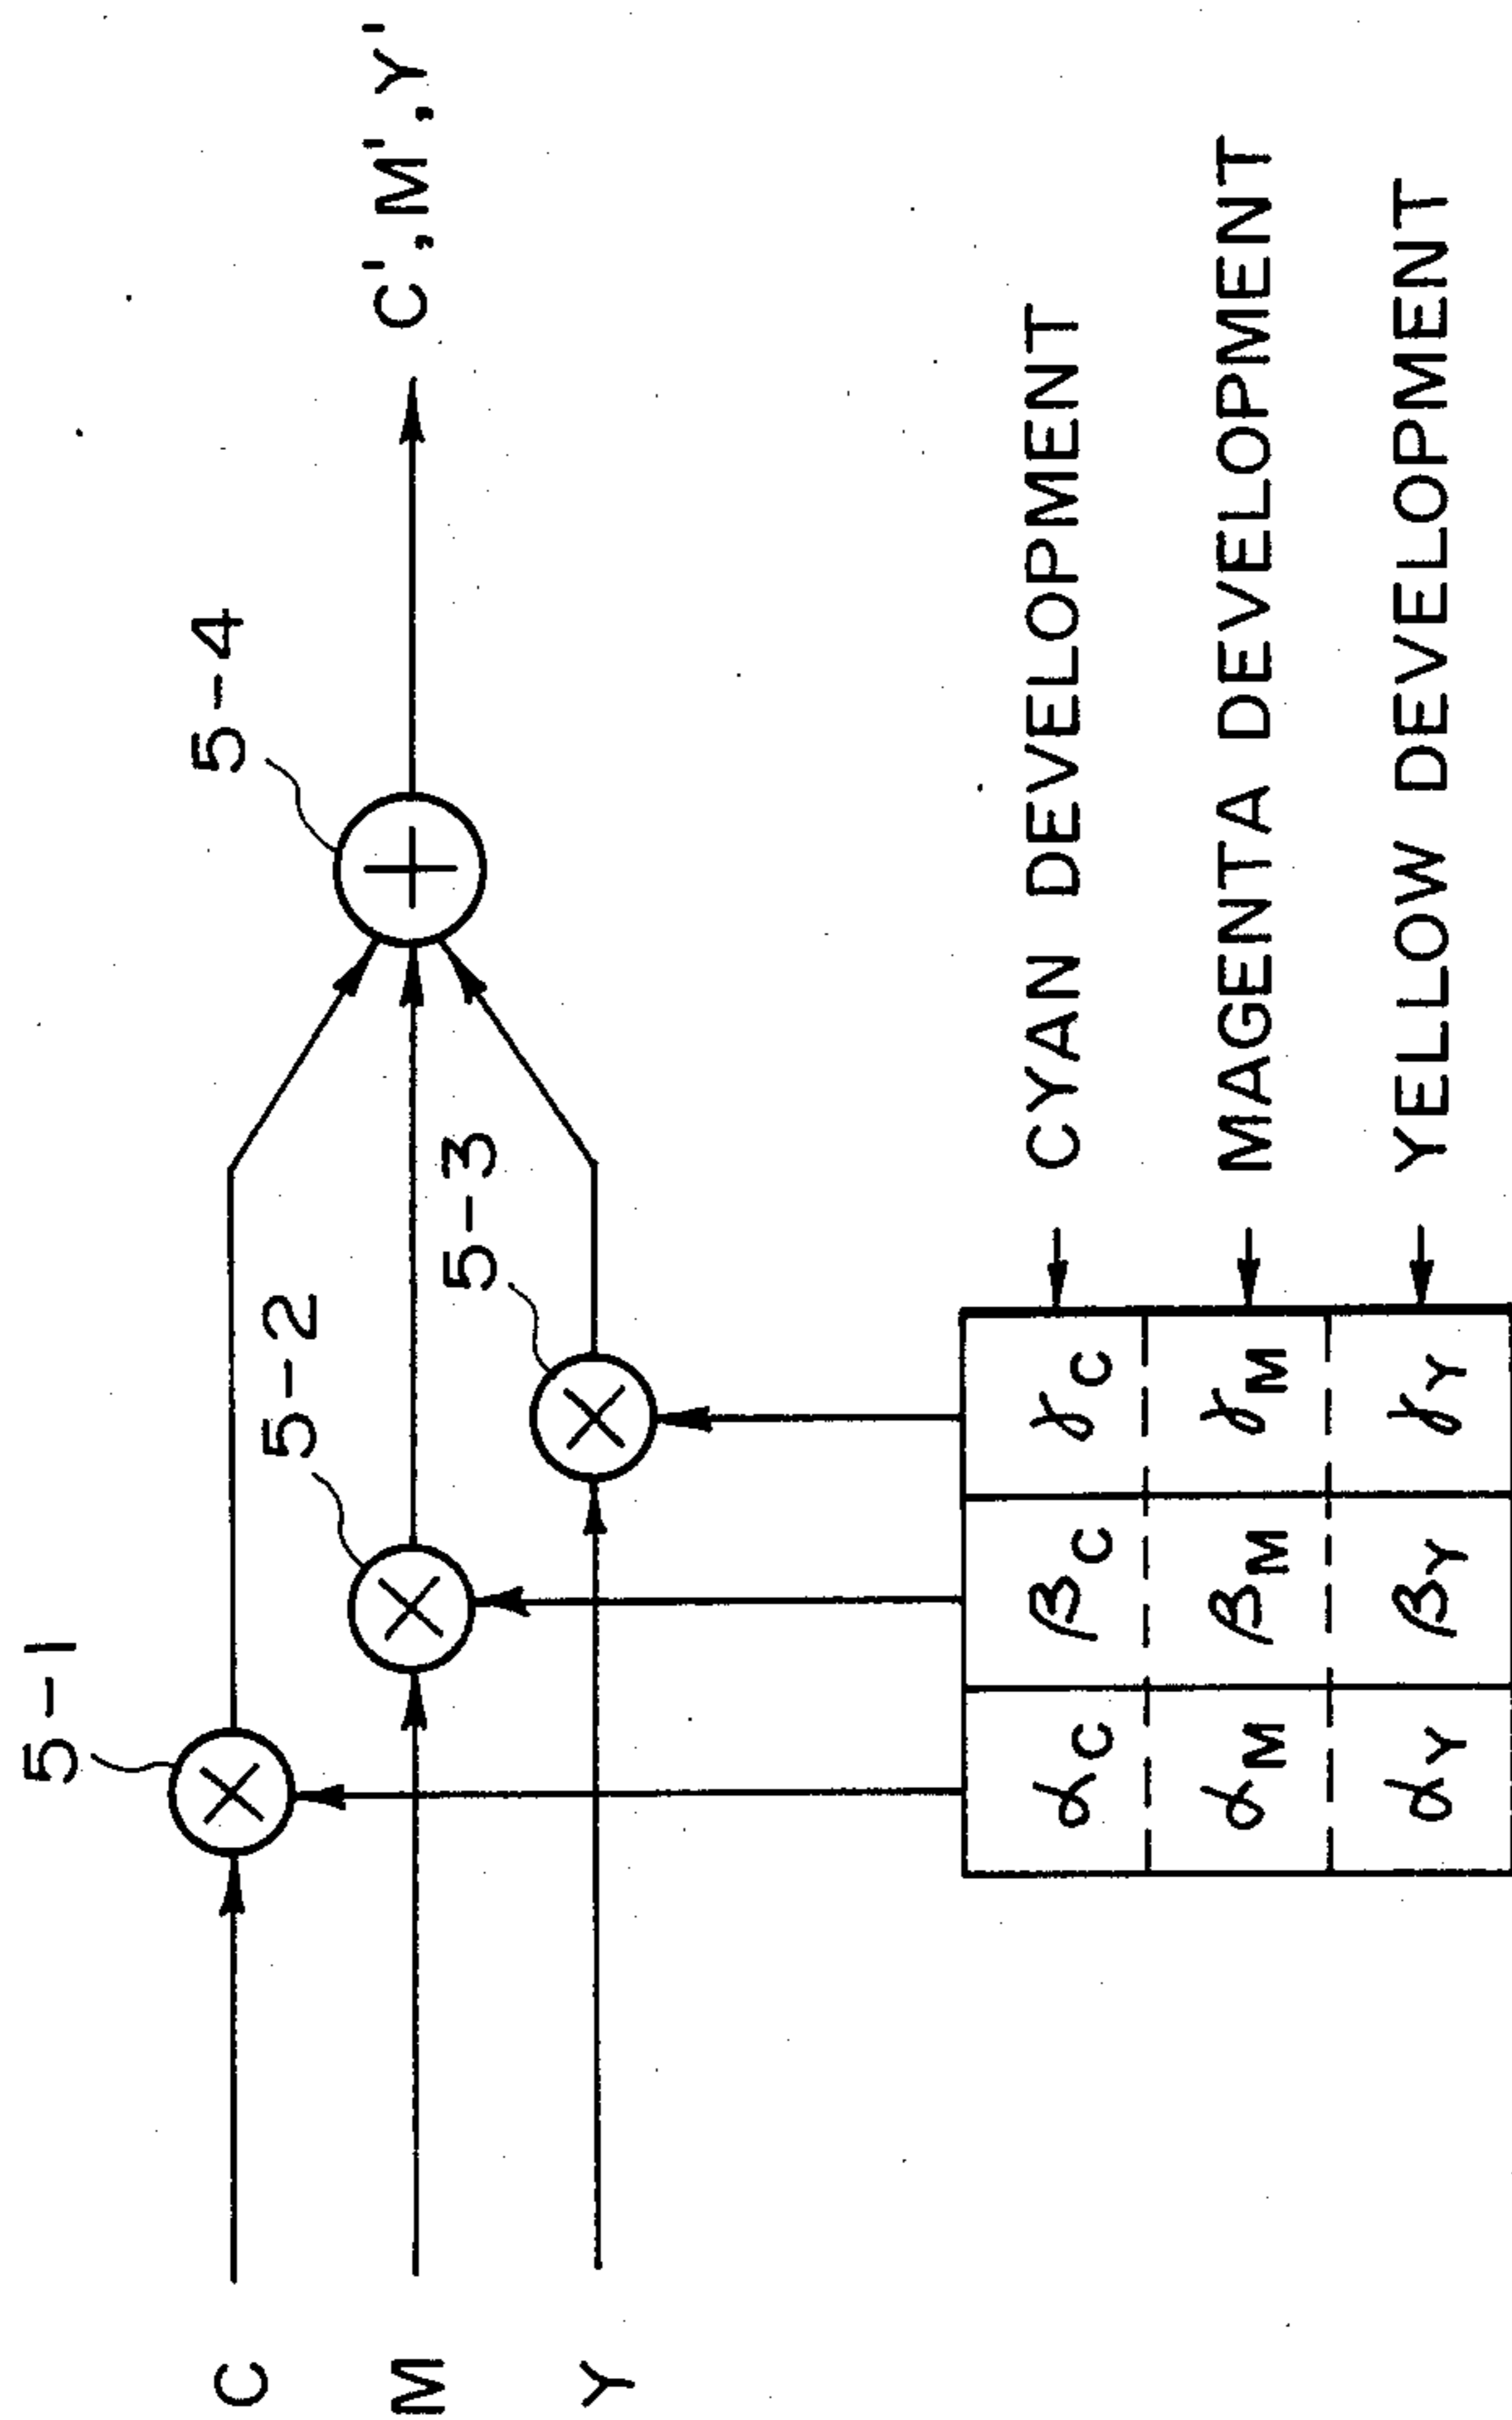 5-1
5-2
5-3
5-4
C
M
Y
C', M', Y'
αC βC γC ← CYAN DEVELOPMENT
αM βM γM ← MAGENTA DEVELOPMENT
αY βY γY ← YELLOW DEVELOPMENT